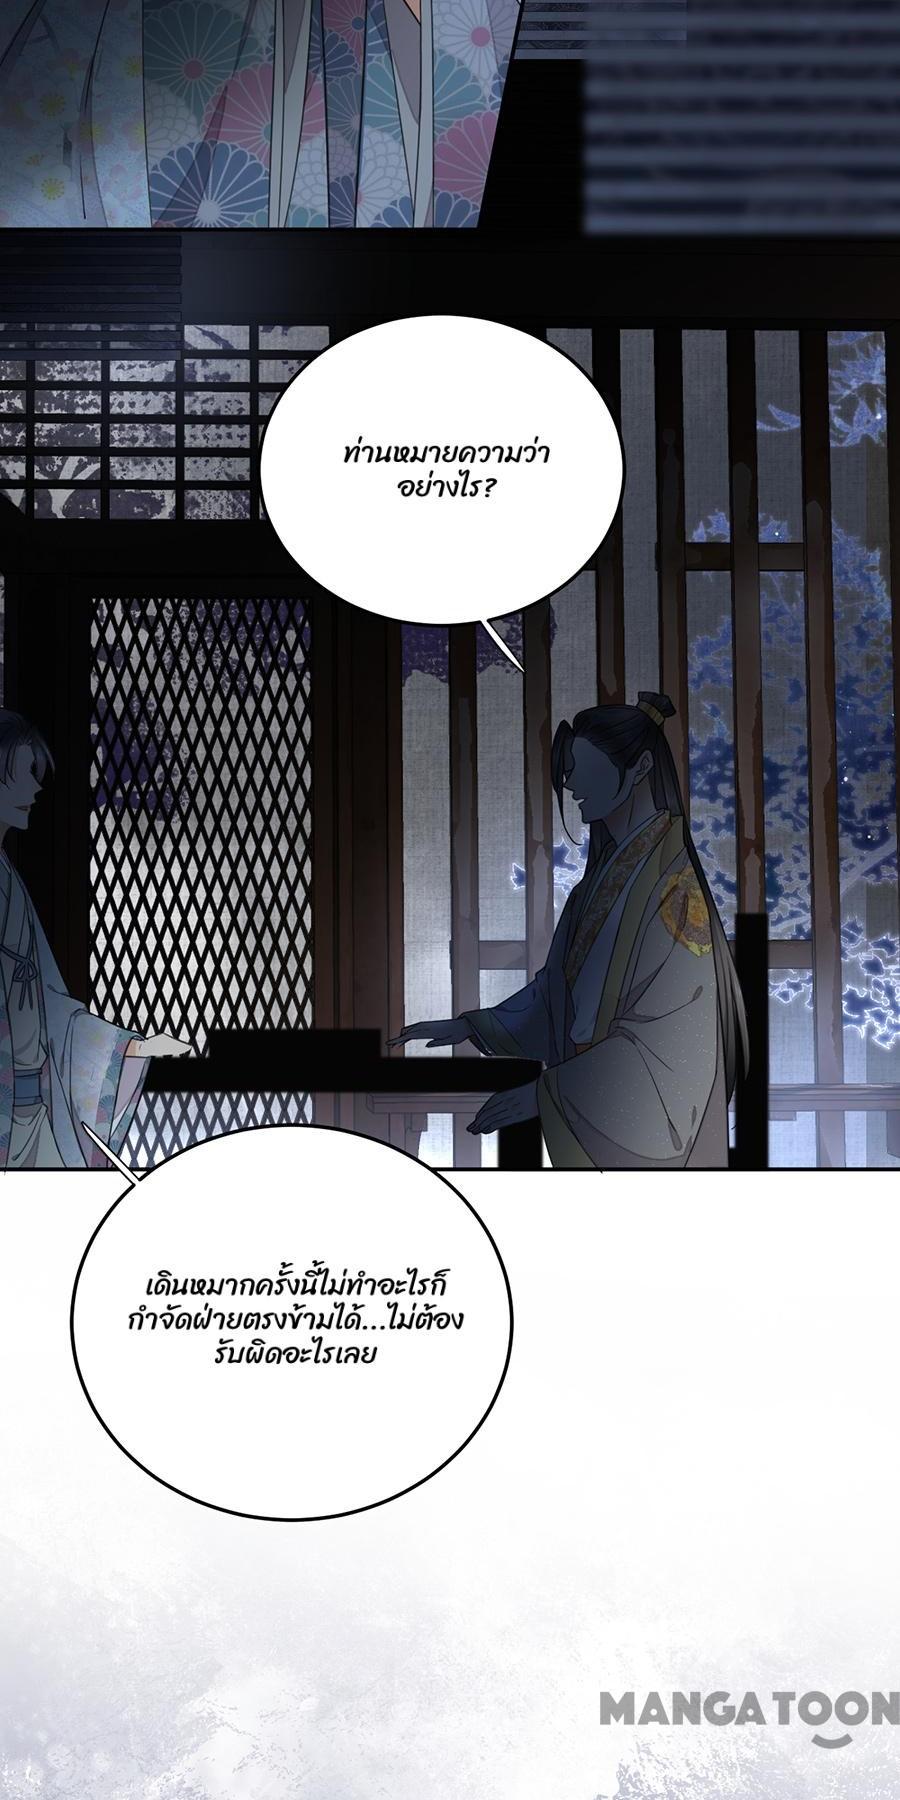 ท่านหมายความว่า
อย่างไร?
เดินหมากครั้งนี้ไม่ทำอะไรก็
กำจัดฝ่ายตรงข้ามได้...ไม่ต้อง
รับผิดอะไรเลย
MANGATOON